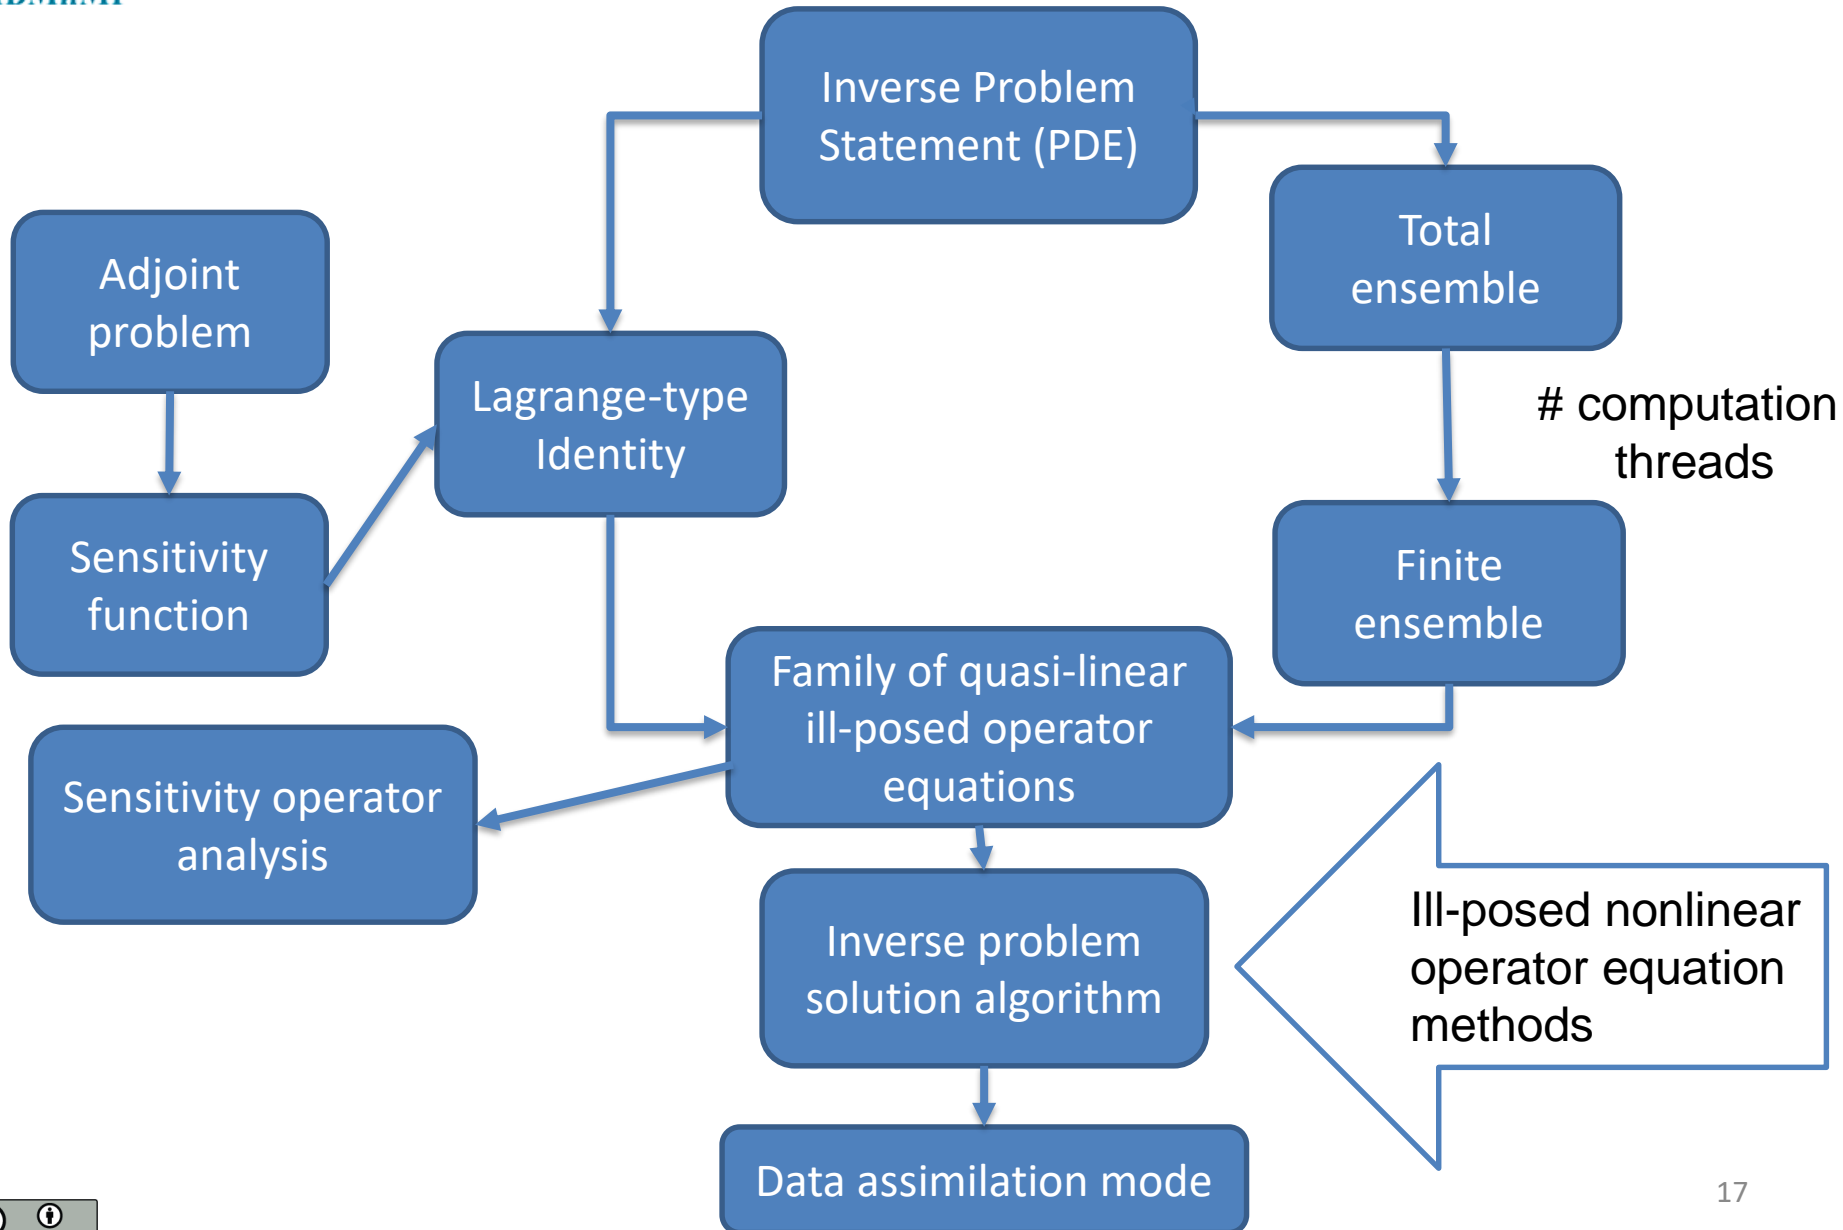 Inverse Problem
Statement (PDE)
Total
ensemble
Adjoint
problem
Lagrange-type
Identity
# computation
threads
Sensitivity
function
Finite
ensemble
Family of quasi-linear
ill-posed operator
equations
Sensitivity operator
analysis
Ill-posed nonlinear
operator equation
methods
Inverse problem
solution algorithm
Data assimilation mode
17